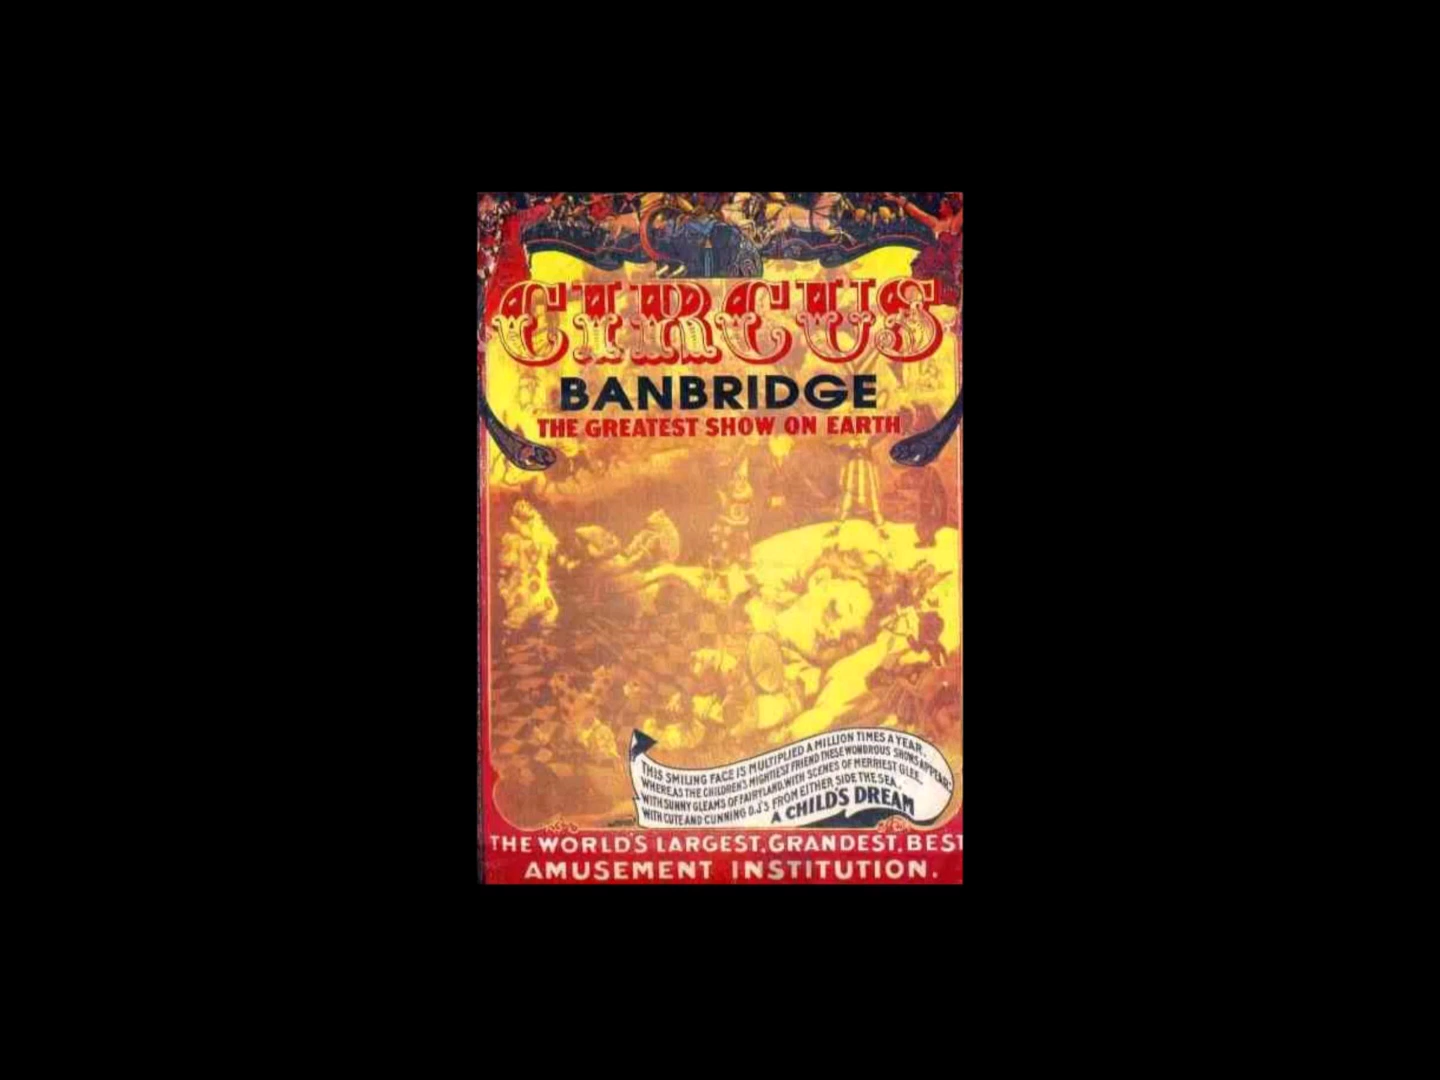 CIRCUS
BANBRIDGE
THE GREATEST SHOW ON EARTH
THIS SMILING FACE IS MULTIPLIED A MILLION TIMES A YEAR.
WHEREAS THE CHILDREN'S MIGHTIEST FRIEND THESE WONDROUS SHOWS APPEAR:
WITH SUNNY GLEAMS OF FAIRYLAND, WITH SCENES OF MERRIEST GLEE.
WITH CUTE AND CUNNING D.J'S FROM EITHER SIDE THE SEA.
A CHILD'S DREAM
THE WORLD'S LARGEST, GRANDEST, BEST
AMUSEMENT INSTITUTION.